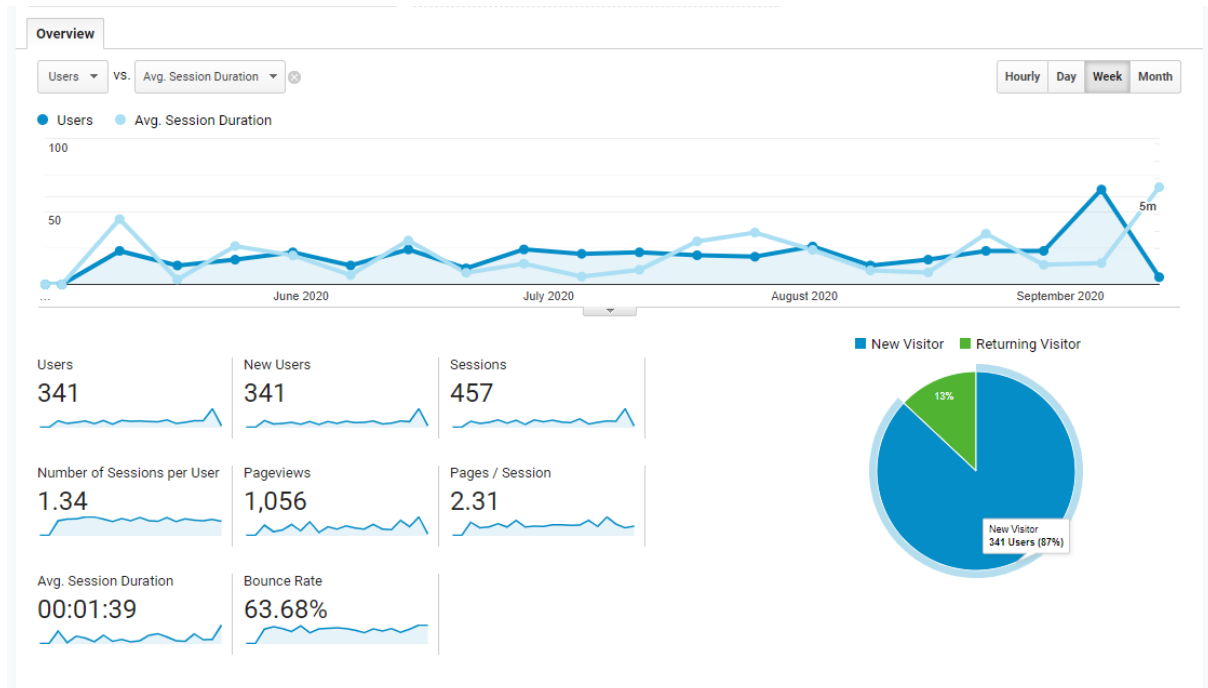 Overview
Users VS. Avg. Session Duration
Hourly Day Week Month
Users Avg. Session Duration
100
50
5m
... June 2020 July 2020 August 2020 September 2020
New Visitor Returning Visitor
Users New Users Sessions
341 341 457
Number of Sessions per User Pageviews Pages / Session
1.34 1,056 2.31
Avg. Session Duration Bounce Rate
00:01:39 63.68%
13%
New Visitor
341 Users (87%)